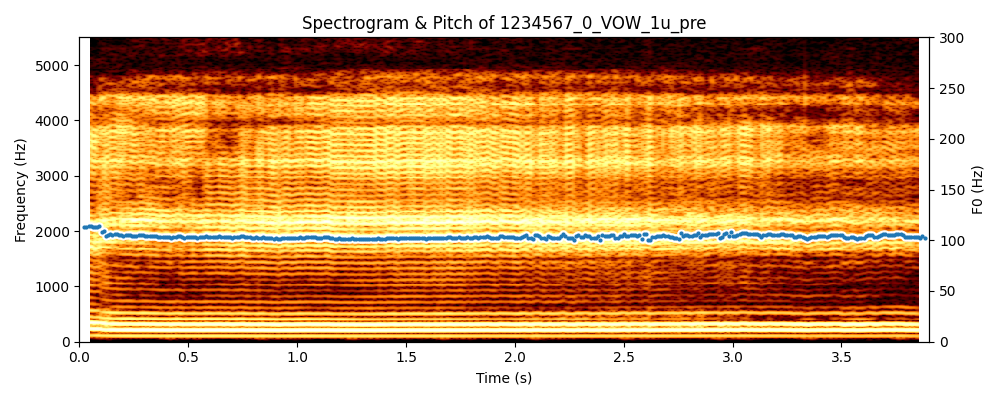 Spectrogram & Pitch of 1234567_0_VOW_1u_pre
Frequency (Hz)
5000
4000
3000
2000
1000
0
300
250
200
150
100
50
0
F0 (Hz)
0.0 0.5 1.0 1.5 2.0 2.5 3.0 3.5
Time (s)